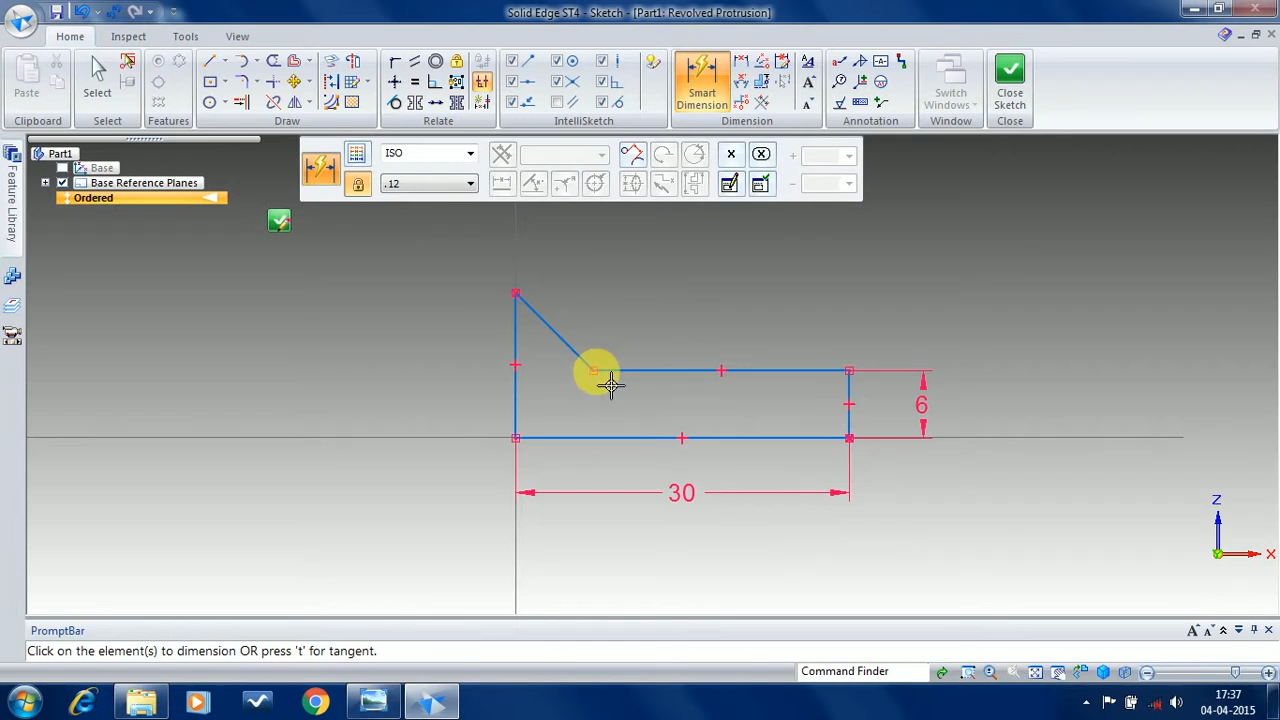 Solid Edge ST4 - Sketch - [Part1: Revolved Protrusion]
Home Inspect Tools View
Paste
Select
Smart Dimension
Switch Windows
Close Sketch
Clipboard Select Features Draw Relate IntelliSketch Dimension Annotation Window Close
Feature Library
Part1
Base
Base Reference Planes
Ordered
ISO
.12
6
30
Z
X
PromptBar
Click on the element(s) to dimension OR press 't' for tangent.
Command Finder
17:37
04-04-2015